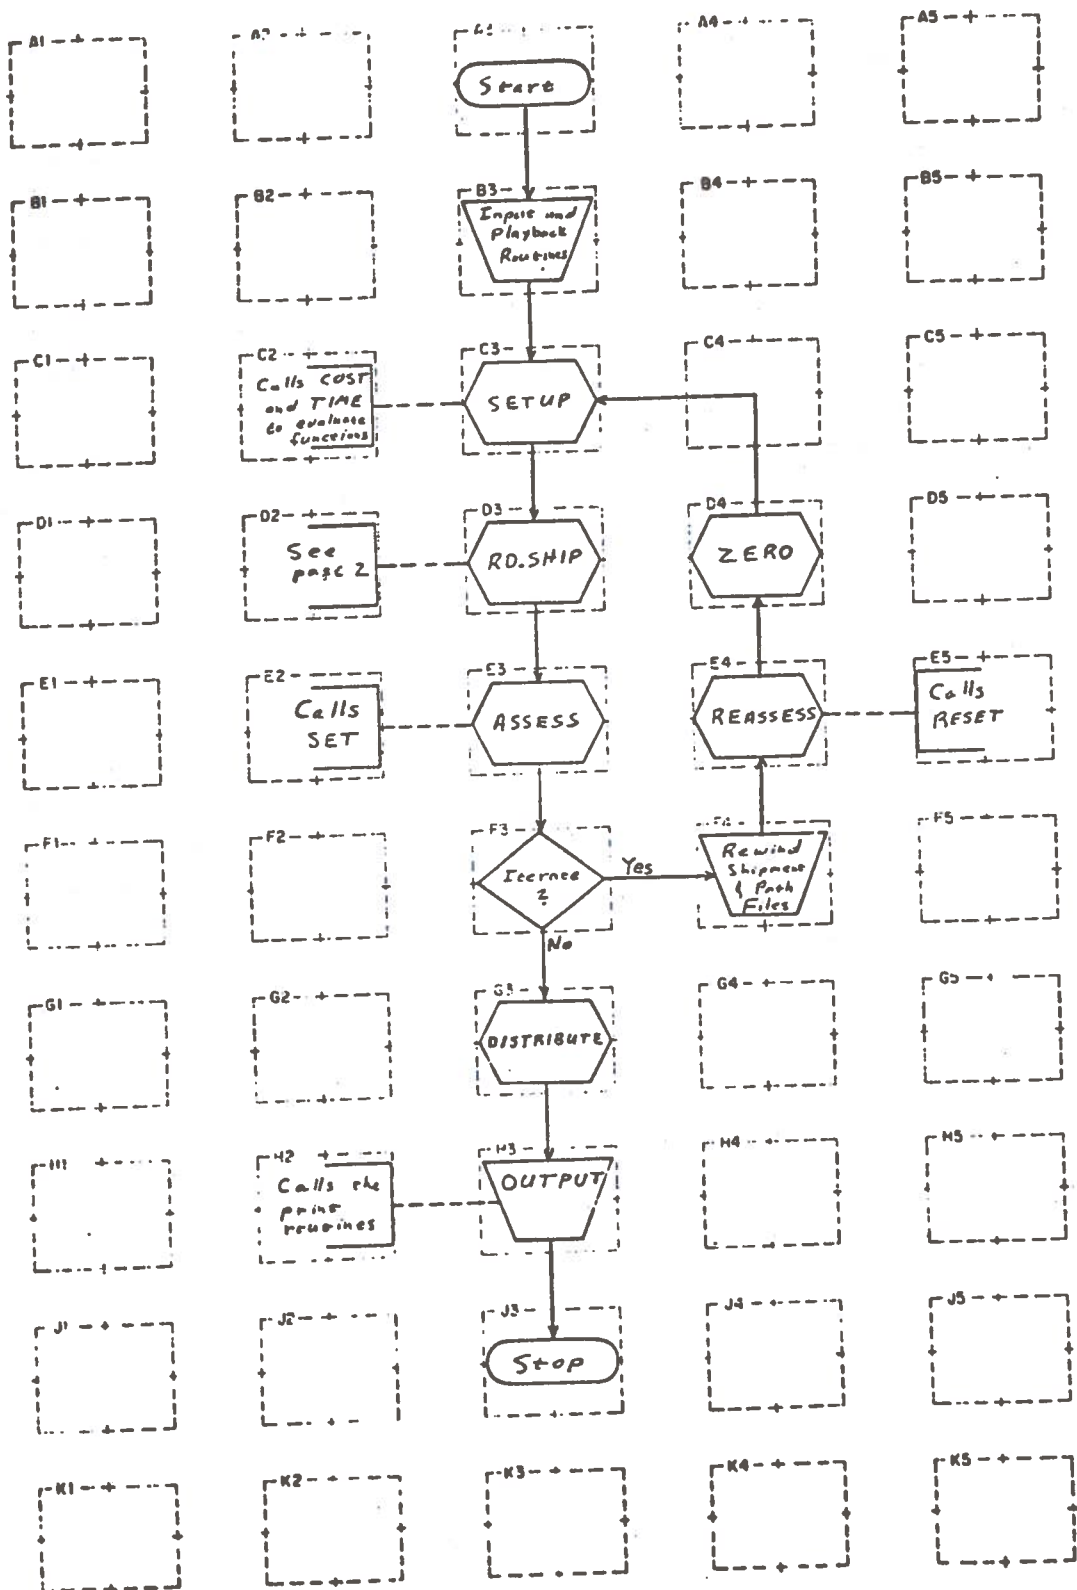 A1
A4
A5
Start
B1
B2
B3
B4
B5
Input and
Playback
Routines
C1
C2
C3
C4
C5
Calls COST
and TIME
to evaluate
functions
SETUP
D1
D2
D3
D4
D5
See
page 2
RD.SHIP
ZERO
E1
E2
E3
E4
E5
Calls
SET
ASSESS
REASSESS
Calls
RESET
F1
F2
F3
F5
Iterate
?
Yes
Rewind
Shipment
& Path
Files
No
G1
G2
G3
G4
G5
DISTRIBUTE
H2
H3
H4
H5
Calls the
print
routines
OUTPUT
J1
J2
J3
J4
J5
Stop
K1
K2
K3
K4
K5